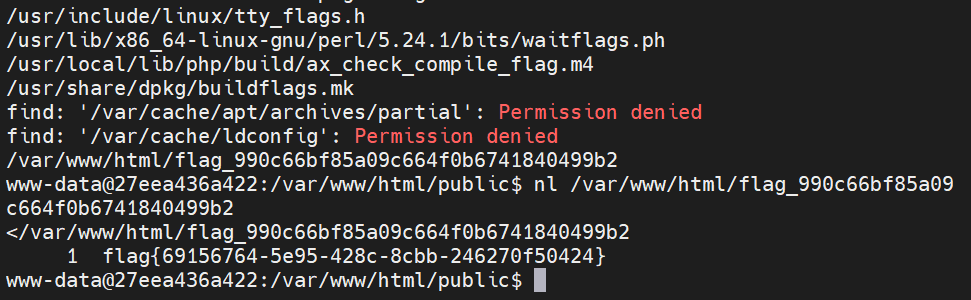 /usr/include/linux/tty_flags.h
/usr/lib/x86_64-linux-gnu/perl/5.24.1/bits/waitflags.ph
/usr/local/lib/php/build/ax_check_compile_flag.m4
/usr/share/dpkg/buildflags.mk
find: '/var/cache/apt/archives/partial': Permission denied
find: '/var/cache/ldconfig': Permission denied
/var/www/html/flag_990c66bf85a09c664f0b6741840499b2
www-data@27eea436a422:/var/www/html/public$ nl /var/www/html/flag_990c66bf85a09
c664f0b6741840499b2
</var/www/html/flag_990c66bf85a09c664f0b6741840499b2
     1  flag{69156764-5e95-428c-8cbb-246270f50424}
www-data@27eea436a422:/var/www/html/public$